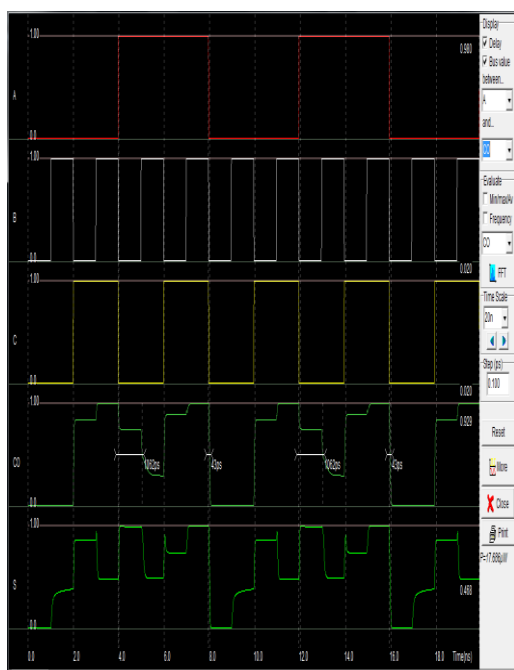 1.00
0.980
A
0.0
1.00
B
0.0
0.020
1.00
C
0.0
0.020
1.00
0.929
CO
1062ps
43ps
1062ps
43ps
0.0
1.00
S
0.468
0.0
0.0 2.0 4.0 6.0 8.0 10.0 12.0 14.0 16.0 18.0 Time(ns)
Display
Delay
Bus value
between...
A
and...
CO
Evaluate
Min/max/Av
Frequency
CO
FFT
Time Scale
20n
Step (ps)
0.100
Reset
More
Close
Print
P=17.686µW